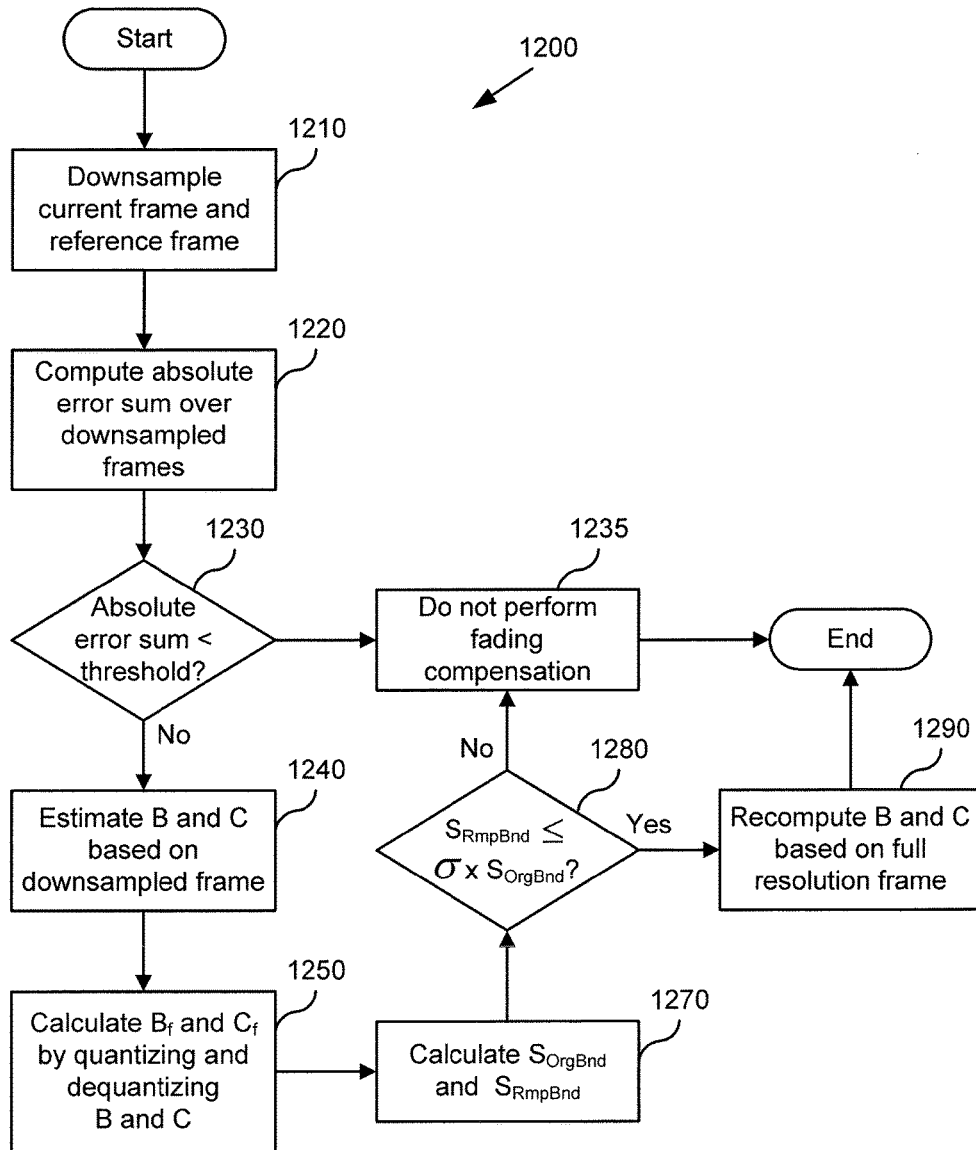 Start
1200
1210
Downsample
current frame and
reference frame
1220
Compute absolute
error sum over
downsampled
frames
1230
Absolute
error sum <
threshold?
1235
Do not perform
fading
compensation
End
No
1240
Estimate B and C
based on
downsampled frame
No
1280
S_RmpBnd ≤
σ x S_OrgBnd?
Yes
1290
Recompute B and C
based on full
resolution frame
1250
Calculate B_f and C_f
by quantizing and
dequantizing
B and C
1270
Calculate S_OrgBnd
and S_RmpBnd